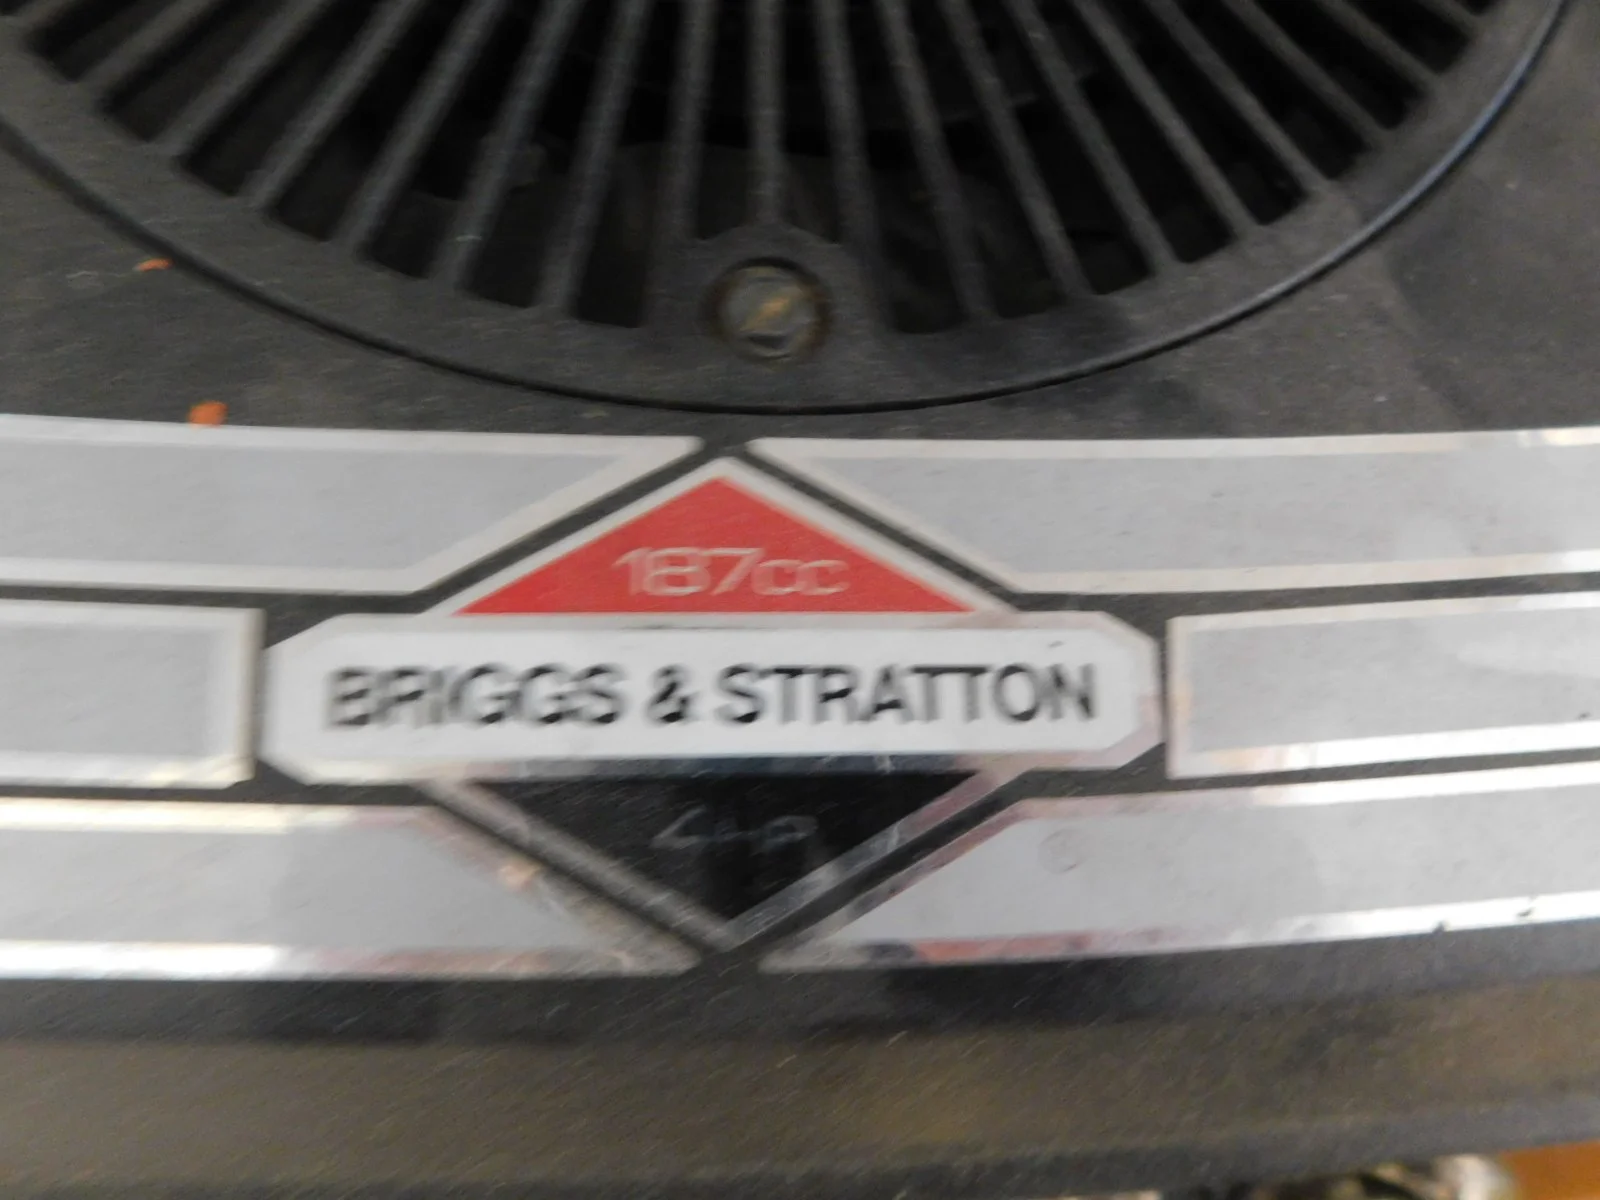 187cc
BRIGGS & STRATTON